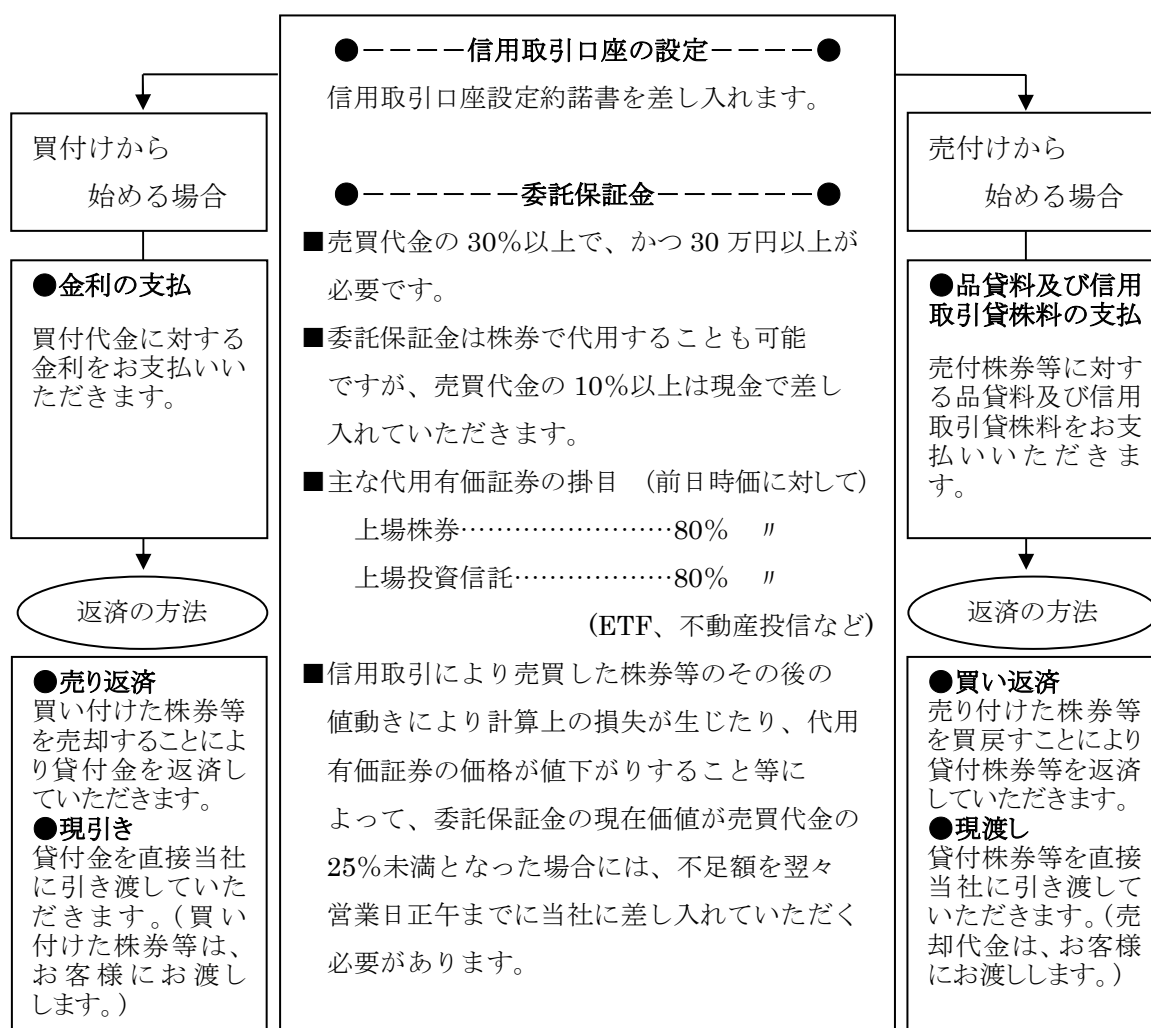 ●－－－－信用取引口座の設定－－－－●
信用取引口座設定約諾書を差し入れます。
●－－－－－－委託保証金－－－－－－●
■売買代金の 30％以上で、かつ 30 万円以上が
必要です。
■委託保証金は株券で代用することも可能
ですが、売買代金の 10％以上は現金で差し
入れていただきます。
■主な代用有価証券の掛目　(前日時価に対して)
上場株券……………………80％　〃
上場投資信託………………80％　〃
(ETF、不動産投信など)
■信用取引により売買した株券等のその後の
値動きにより計算上の損失が生じたり、代用
有価証券の価格が値下がりすること等に
よって、委託保証金の現在価値が売買代金の
25％未満となった場合には、不足額を翌々
営業日正午までに当社に差し入れていただく
必要があります。
買付けから
始める場合
●金利の支払
買付代金に対する
金利をお支払いい
ただきます。
返済の方法
●売り返済
買い付けた株券等
を売却することによ
り貸付金を返済し
ていただきます。
●現引き
貸付金を直接当社
に引き渡していた
だきます。(買い
付けた株券等は、
お客様にお渡し
します。)
売付けから
始める場合
●品貸料及び信用
取引貸株料の支払
売付株券等に対す
る品貸料及び信用
取引貸株料をお支
払いいただきま
す。
返済の方法
●買い返済
売り付けた株券等
を買戻すことにより
貸付株券等を返済
していただきます。
●現渡し
貸付株券等を直接
当社に引き渡して
いただきます。(売
却代金は、お客様
にお渡しします。)